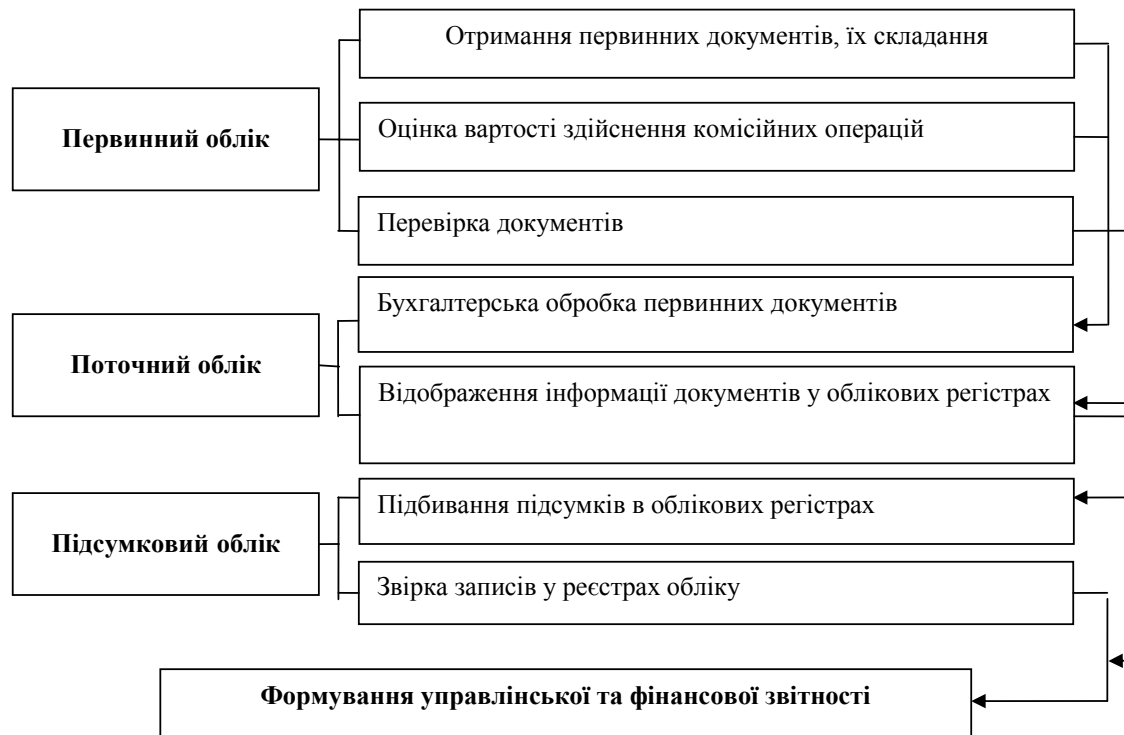 Отримання первинних документів, їх складання
Первинний облік
Оцінка вартості здійснення комісійних операцій
Перевірка документів
Бухгалтерська обробка первинних документів
Поточний облік
Відображення інформації документів у облікових регістрах
Підбивання підсумків в облікових регістрах
Підсумковий облік
Звірка записів у реєстрах обліку
Формування управлінської та фінансової звітності